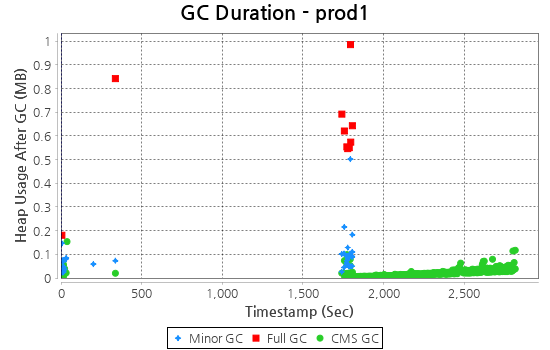 GC Duration - prod1
Heap Usage After GC (MB)
1
0.9
0.8
0.7
0.6
0.5
0.4
0.3
0.2
0.1
0
0 500 1,000 1,500 2,000 2,500
Timestamp (Sec)
Minor GC Full GC CMS GC